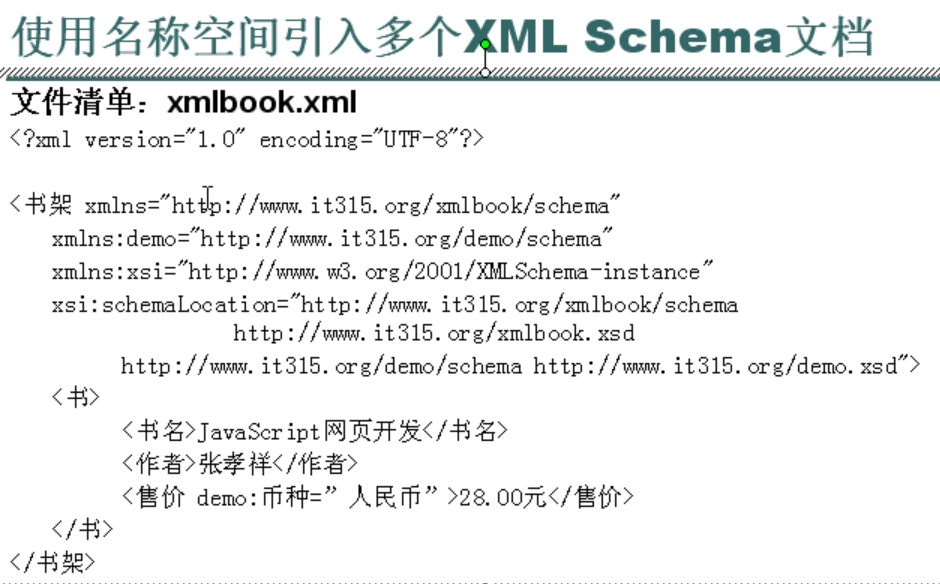 使用名称空间引入多个XML Schema文档
文件清单：xmlbook.xml
<?xml version="1.0" encoding="UTF-8"?>
<书架 xmlns="http://www.it315.org/xmlbook/schema"
xmlns:demo="http://www.it315.org/demo/schema"
xmlns:xsi="http://www.w3.org/2001/XMLSchema-instance"
xsi:schemaLocation="http://www.it315.org/xmlbook/schema
http://www.it315.org/xmlbook.xsd
http://www.it315.org/demo/schema http://www.it315.org/demo.xsd">
<书>
<书名>JavaScript网页开发</书名>
<作者>张孝祥</作者>
<售价 demo:币种=” 人民币” >28.00元</售价>
</书>
</书架>